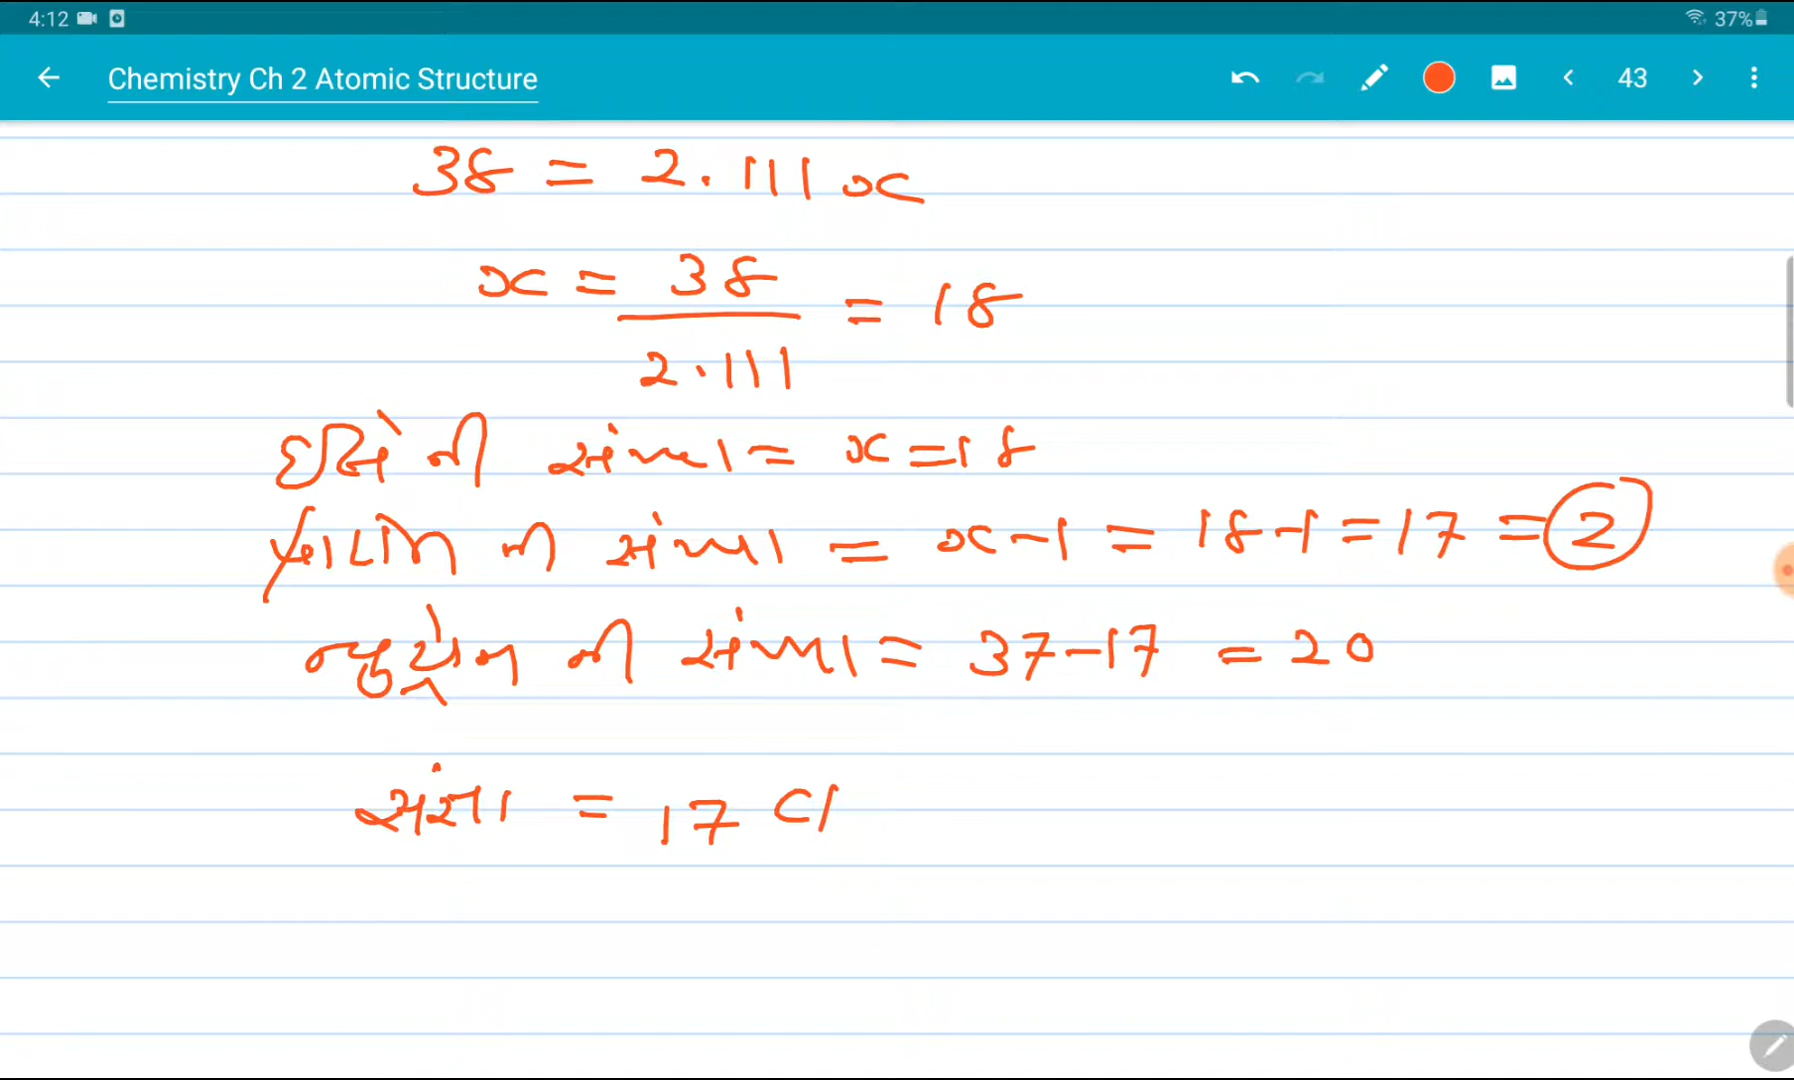 4:12 37%
Chemistry Ch 2 Atomic Structure 43
38 = 2.111x
x = 38 / 2.111 = 18
ઈલે ની સંખ્યા = x = 18
પ્રોટોન ની સંખ્યા = x - 1 = 18 - 1 = 17 = 2
ન્યુટ્રોન ની સંખ્યા = 37 - 17 = 20
સંજ્ઞા = 17 Cl